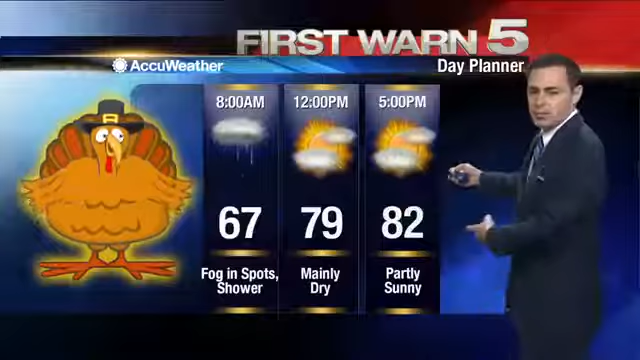 FIRST WARN 5
AccuWeather
Day Planner
8:00AM
12:00PM
5:00PM
67
79
82
Fog in Spots,
Shower
Mainly
Dry
Partly
Sunny